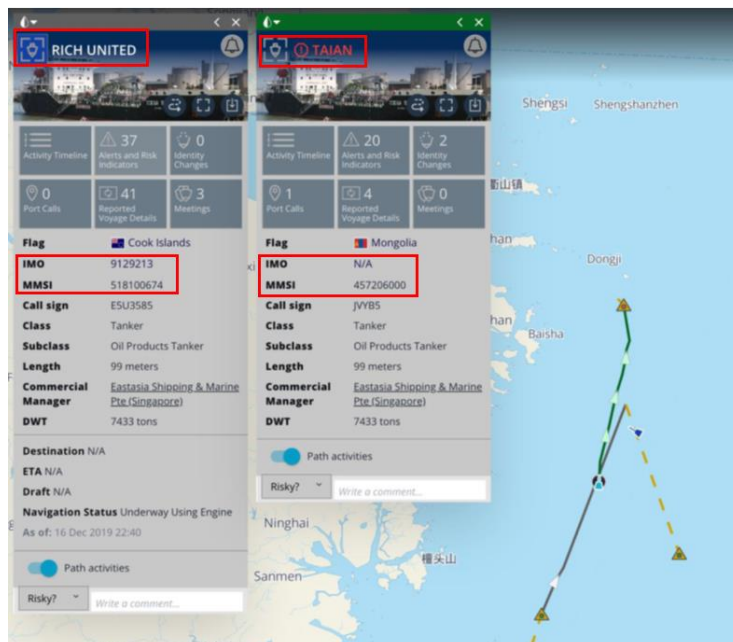 RICH UNITED
Activity Timeline
37
Alerts and Risk Indicators
0
Identity Changes
0
Port Calls
41
Reported Voyage Details
3
Meetings
Flag Cook Islands
IMO 9129213
MMSI 518100674
Call sign E5U3585
Class Tanker
Subclass Oil Products Tanker
Length 99 meters
Commercial Manager Eastasia Shipping & Marine Pte (Singapore)
DWT 7433 tons
Destination N/A
ETA N/A
Draft N/A
Navigation Status Underway Using Engine
As of: 16 Dec 2019 22:40
Path activities
Risky?
Write a comment...
TAIAN
Activity Timeline
20
Alerts and Risk Indicators
2
Identity Changes
1
Port Calls
4
Reported Voyage Details
0
Meetings
Flag Mongolia
IMO N/A
MMSI 457206000
Call sign JVYB5
Class Tanker
Subclass Oil Products Tanker
Length 99 meters
Commercial Manager Eastasia Shipping & Marine Pte (Singapore)
DWT 7433 tons
Path activities
Risky?
Write a comment...
Shengsi
Shengshanzhen
Dongji
Baisha
Ninghai
檀头山
Sanmen